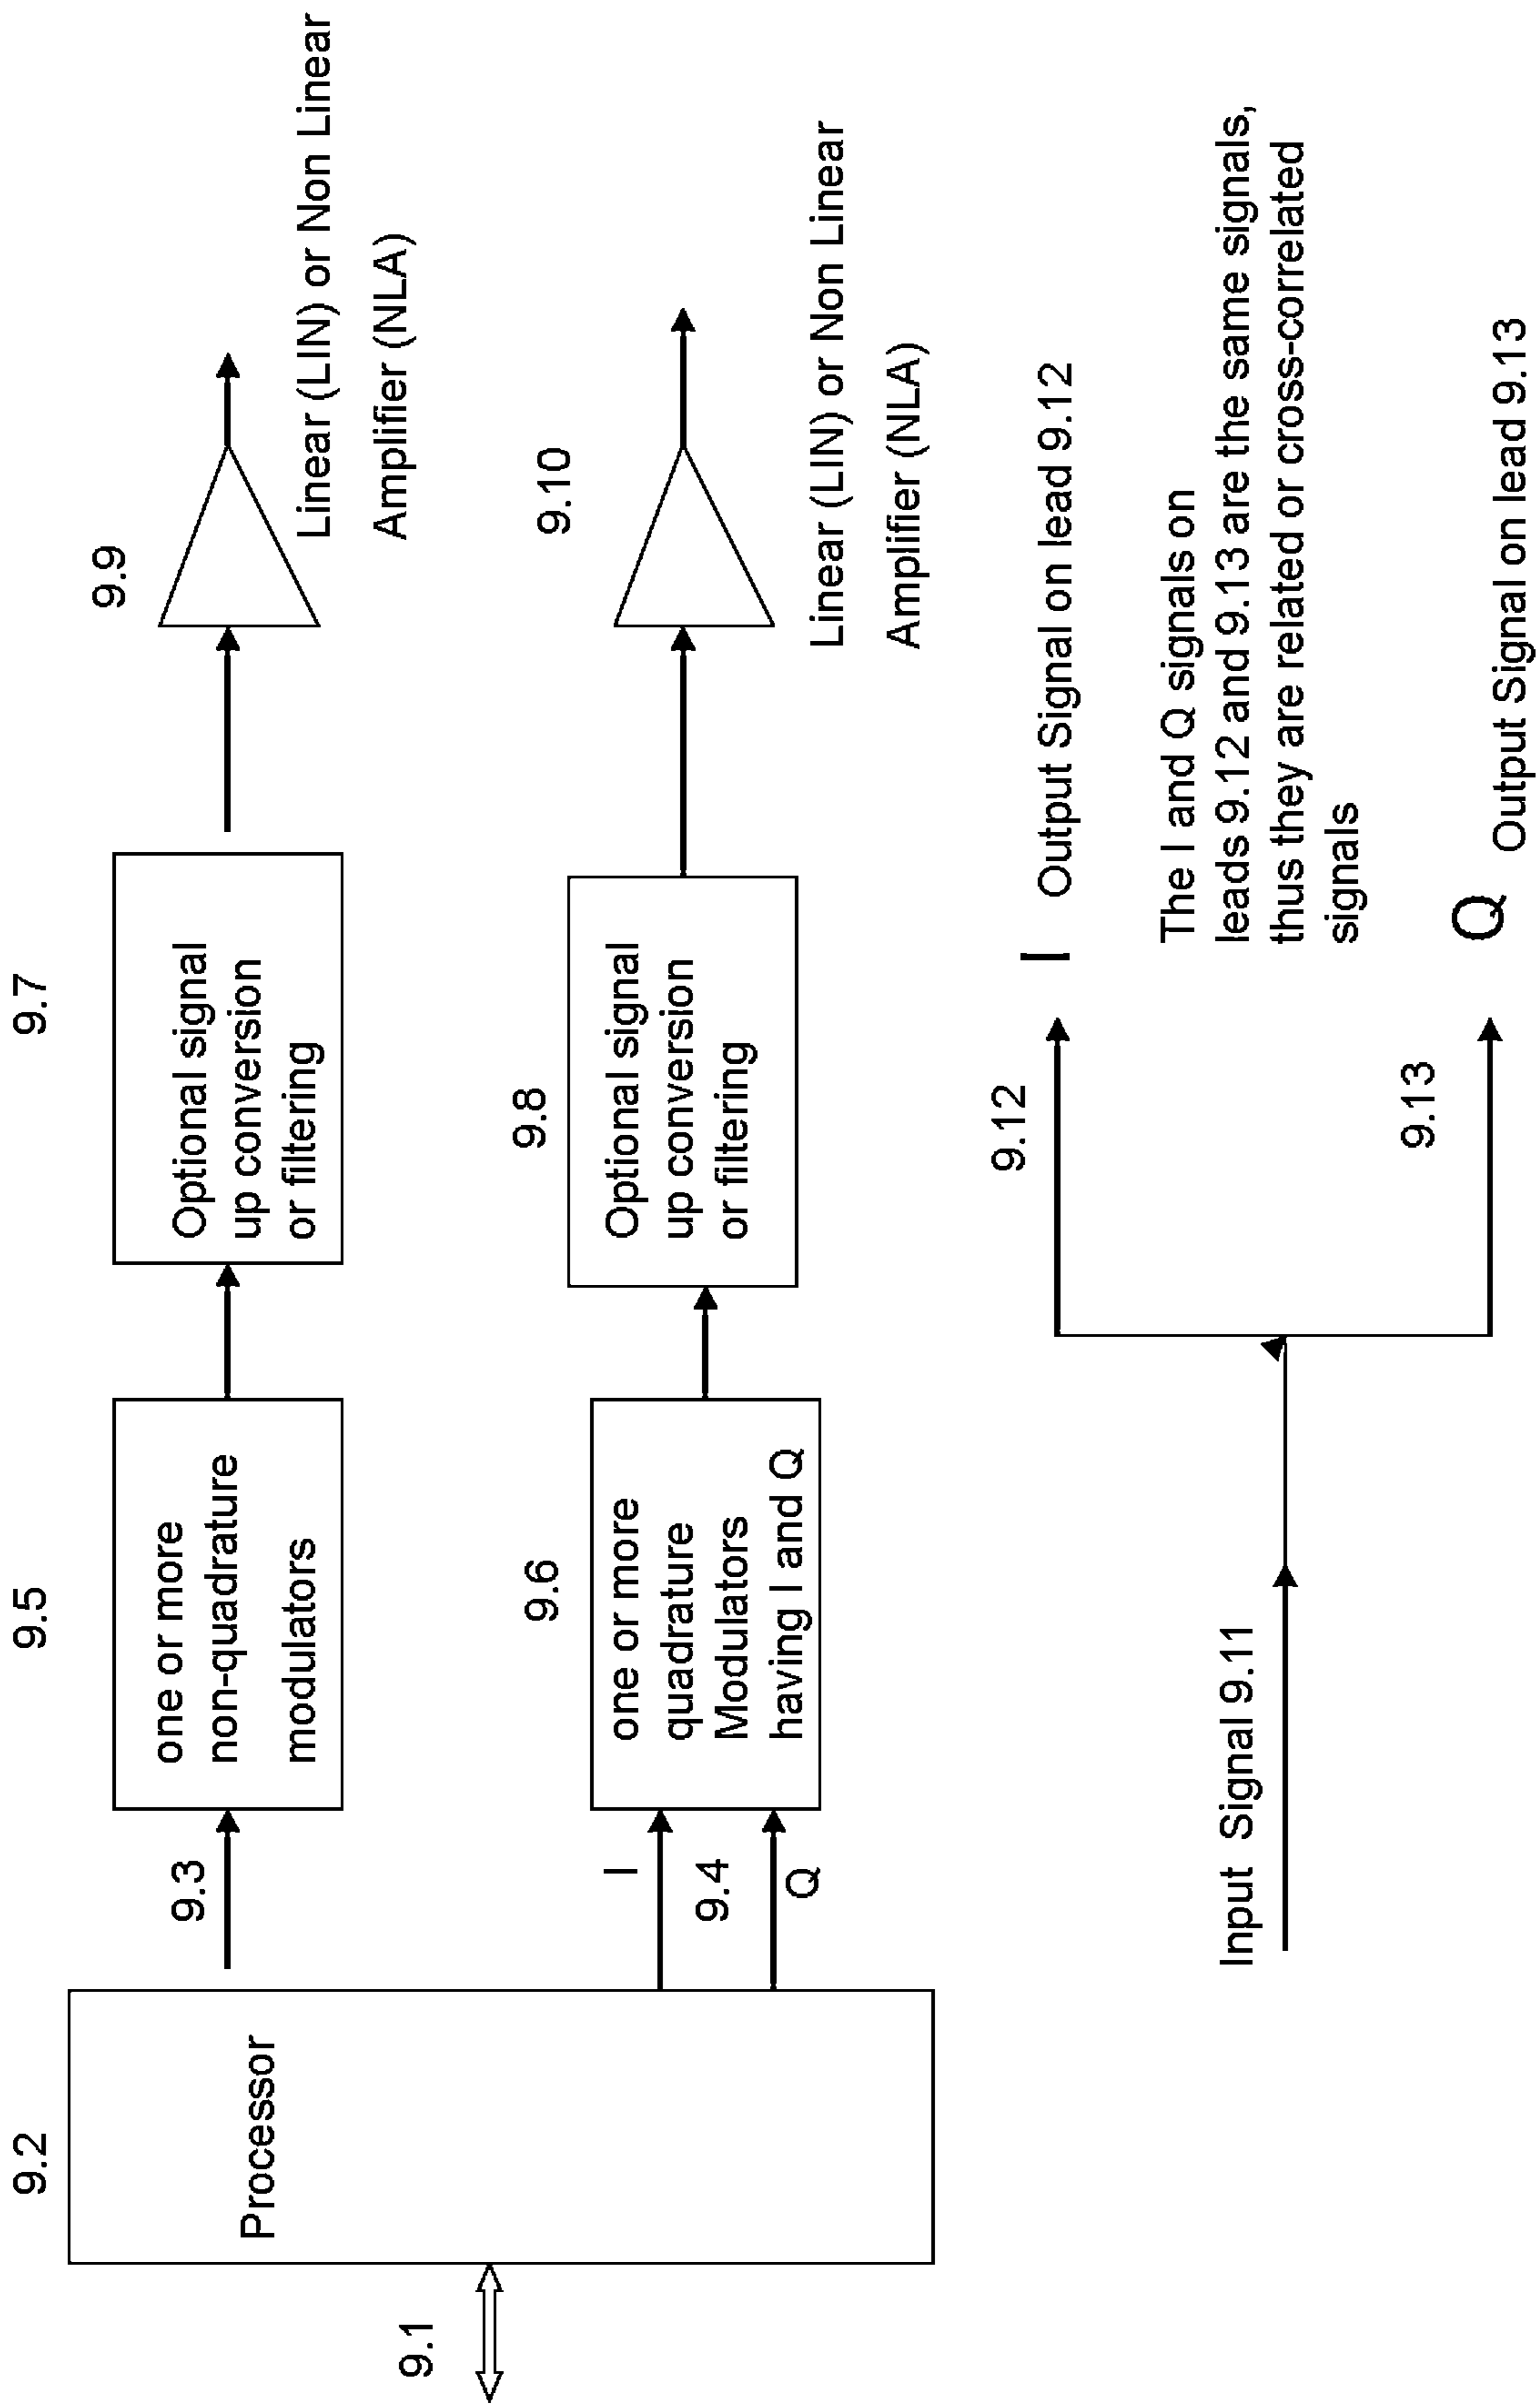 9.1
9.2
Processor
9.3
9.5
one or more
non-quadrature
modulators
9.7
Optional signal
up conversion
or filtering
9.9
Linear (LIN) or Non Linear
Amplifier (NLA)
I
9.4
Q
9.6
one or more
quadrature
Modulators
having I and Q
9.8
Optional signal
up conversion
or filtering
9.10
Linear (LIN) or Non Linear
Amplifier (NLA)
Input Signal 9.11
9.12
I Output Signal on lead 9.12
The I and Q signals on
leads 9.12 and 9.13 are the same signals,
thus they are related or cross-correlated
signals
9.13
Q Output Signal on lead 9.13